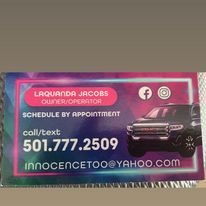 LAQUANDA JACOBS
OWNER/OPERATOR
SCHEDULE BY APPOINTMENT
call/text
501.777.2509
INNOCENCETOO@YAHOO.COM